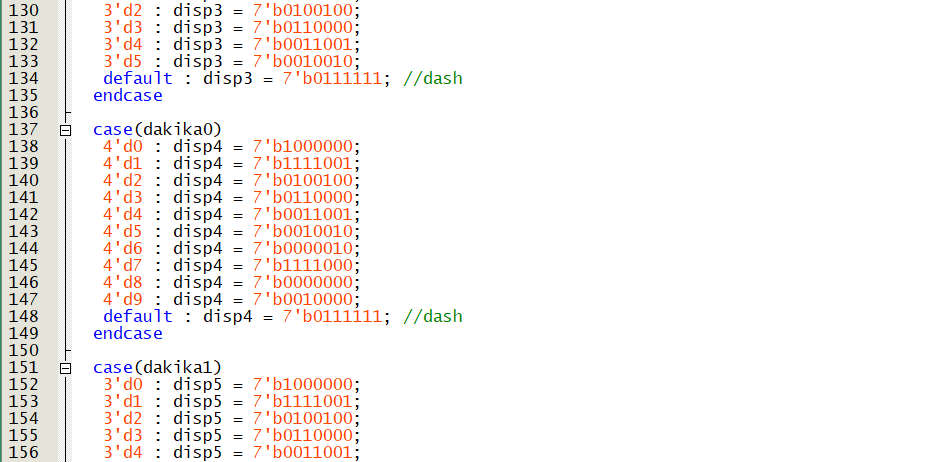 130 3'd2 : disp3 = 7'b0100100;
131 3'd3 : disp3 = 7'b0110000;
132 3'd4 : disp3 = 7'b0011001;
133 3'd5 : disp3 = 7'b0010010;
134 default : disp3 = 7'b0111111; //dash
135 endcase
136
137 case(dakika0)
138 4'd0 : disp4 = 7'b1000000;
139 4'd1 : disp4 = 7'b1111001;
140 4'd2 : disp4 = 7'b0100100;
141 4'd3 : disp4 = 7'b0110000;
142 4'd4 : disp4 = 7'b0011001;
143 4'd5 : disp4 = 7'b0010010;
144 4'd6 : disp4 = 7'b0000010;
145 4'd7 : disp4 = 7'b1111000;
146 4'd8 : disp4 = 7'b0000000;
147 4'd9 : disp4 = 7'b0010000;
148 default : disp4 = 7'b0111111; //dash
149 endcase
150
151 case(dakika1)
152 3'd0 : disp5 = 7'b1000000;
153 3'd1 : disp5 = 7'b1111001;
154 3'd2 : disp5 = 7'b0100100;
155 3'd3 : disp5 = 7'b0110000;
156 3'd4 : disp5 = 7'b0011001;